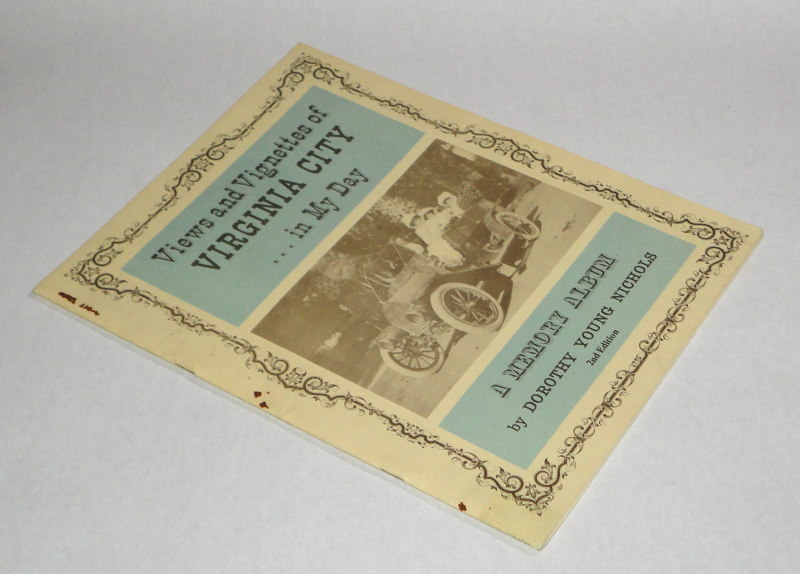 Views and Vignettes of
VIRGINIA CITY
... in My Day
A MEMORY ALBUM
by DOROTHY YOUNG NICHOLS
2nd Edition